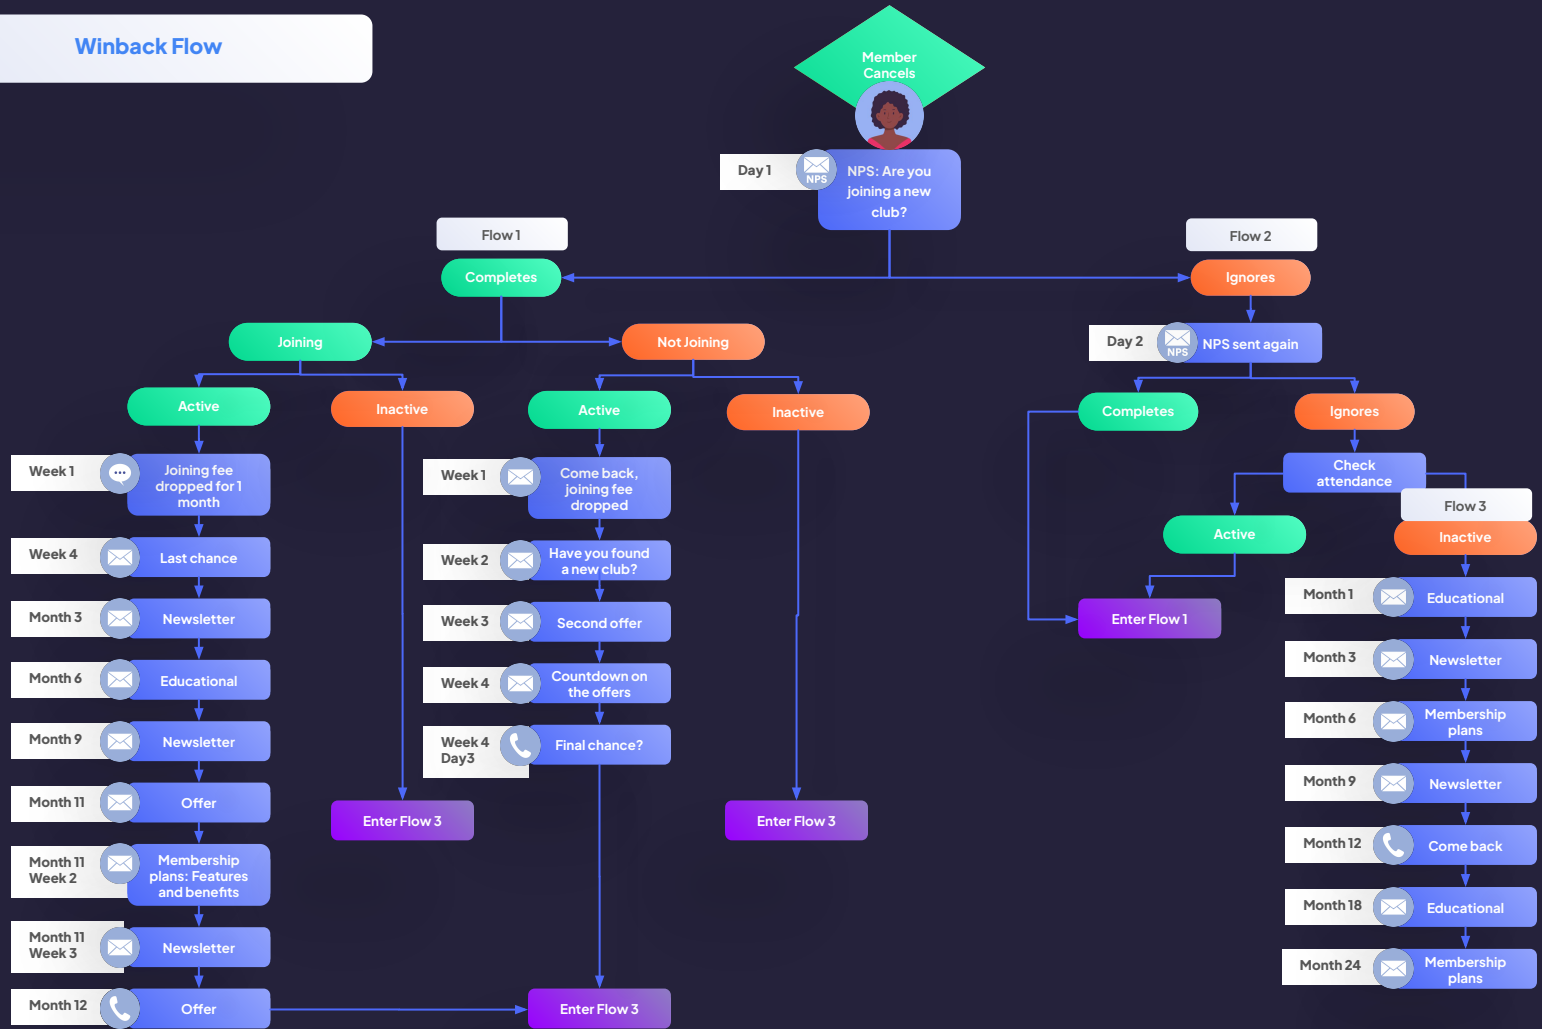 Winback Flow
Member
Cancels
Day 1
NPS
NPS: Are you
joining a new
club?
Flow 1
Completes
Flow 2
Ignores
Joining
Not Joining
Day 2
NPS
NPS sent again
Active
Inactive
Active
Inactive
Completes
Ignores
Check
attendance
Flow 3
Active
Inactive
Enter Flow 1
Week 1
Joining fee
dropped for 1
month
Week 4
Last chance
Month 3
Newsletter
Month 6
Educational
Month 9
Newsletter
Month 11
Offer
Month 11
Week 2
Membership
plans: Features
and benefits
Month 11
Week 3
Newsletter
Month 12
Offer
Enter Flow 3
Week 1
Come back,
joining fee
dropped
Week 2
Have you found
a new club?
Week 3
Second offer
Week 4
Countdown on
the offers
Week 4
Day3
Final chance?
Enter Flow 3
Enter Flow 3
Month 1
Educational
Month 3
Newsletter
Month 6
Membership
plans
Month 9
Newsletter
Month 12
Come back
Month 18
Educational
Month 24
Membership
plans